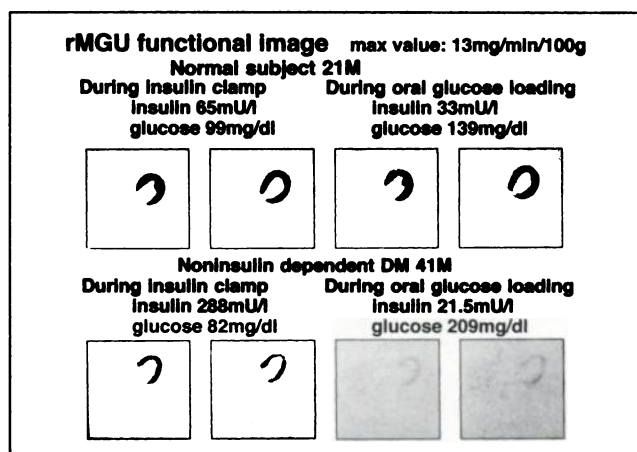 rMGU functional image max value: 13mg/min/100g
Normal subject 21M
During insulin clamp During oral glucose loading
insulin 65mU/l insulin 33mU/l
glucose 99mg/dl glucose 139mg/dl
Noninsulin dependent DM 41M
During insulin clamp During oral glucose loading
insulin 288mU/l insulin 21.5mU/l
glucose 82mg/dl glucose 209mg/dl